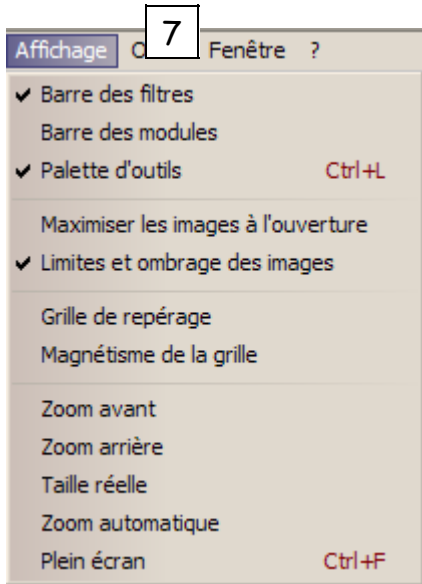 7
Affichage Fenêtre ?
✔ Barre des filtres
Barre des modules
✔ Palette d'outils Ctrl+L
Maximiser les images à l'ouverture
✔ Limites et ombrage des images
Grille de repérage
Magnétisme de la grille
Zoom avant
Zoom arrière
Taille réelle
Zoom automatique
Plein écran Ctrl+F